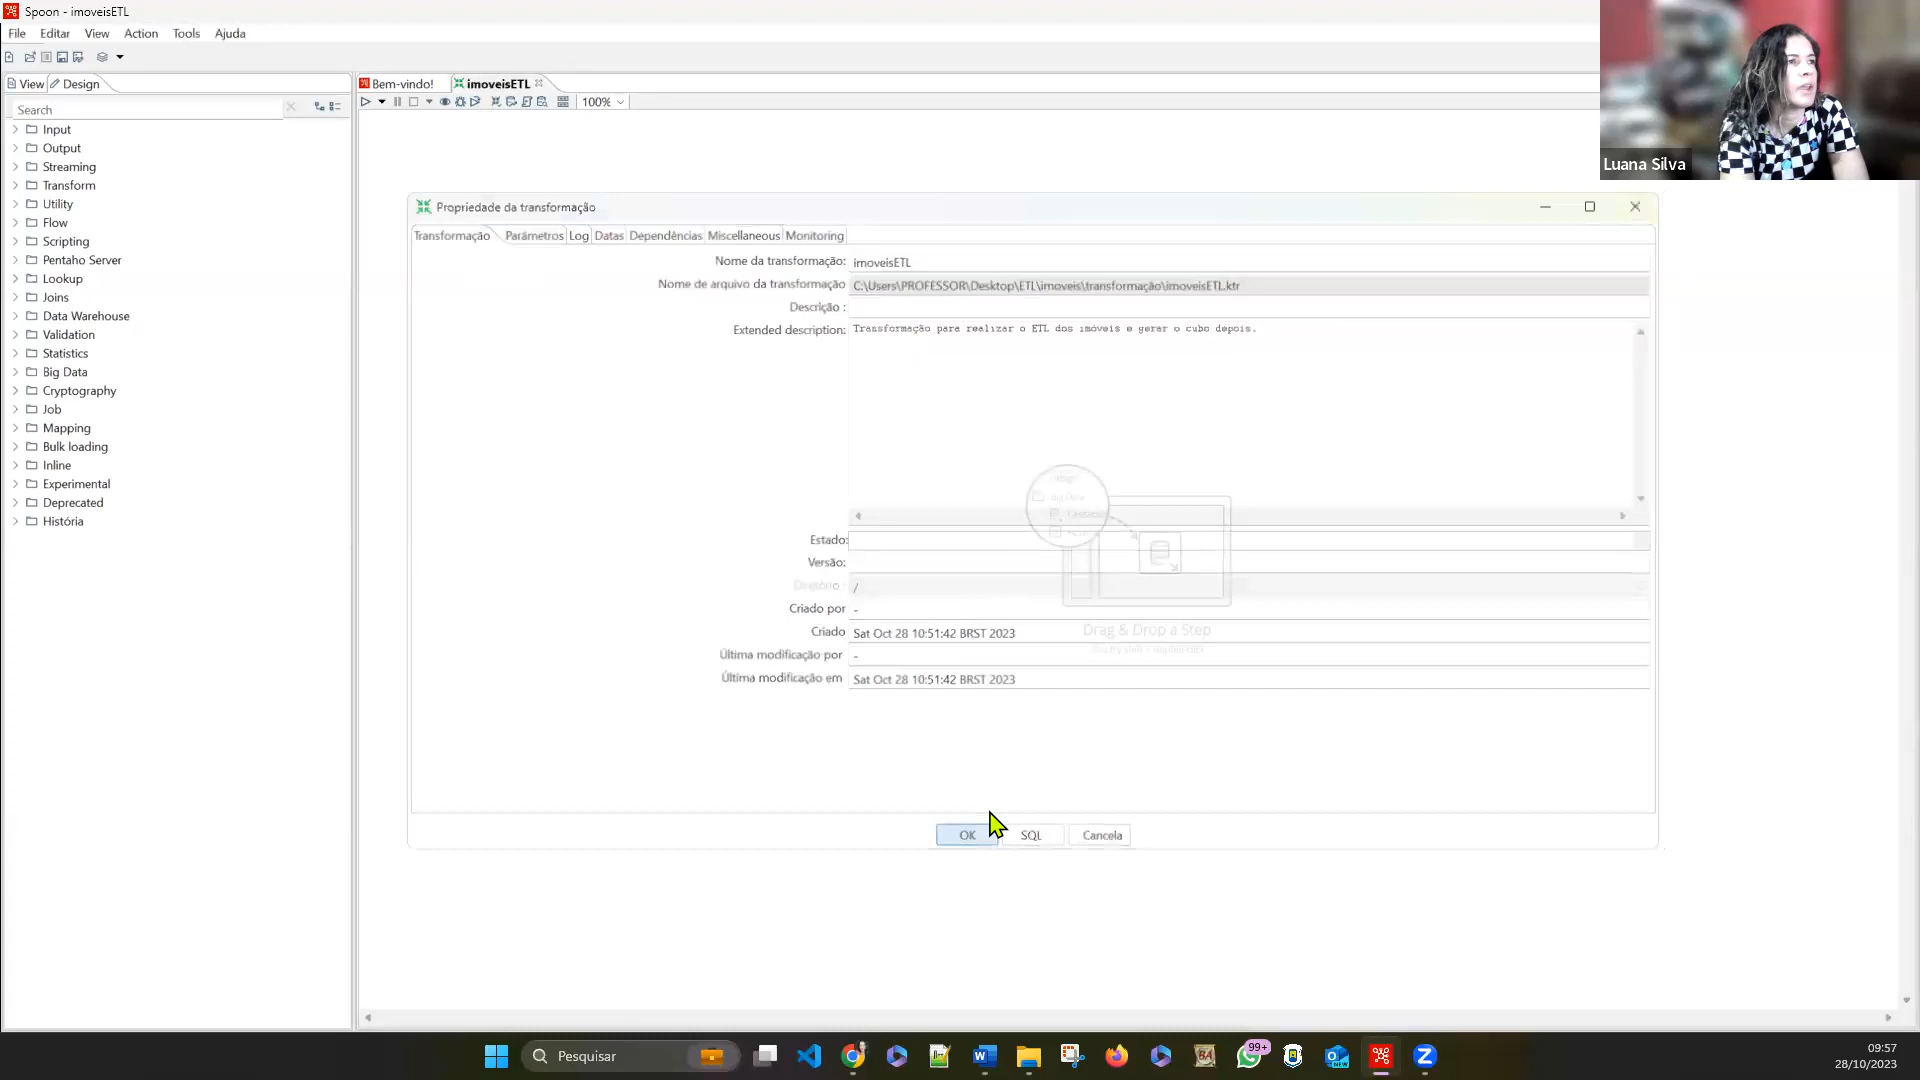 Spoon - imoveisETL
File Editar View Action Tools Ajuda
View Design
Bem-vindo! imoveisETL
Search
100%
Input
Output
Streaming
Transform
Utility
Flow
Scripting
Pentaho Server
Lookup
Joins
Data Warehouse
Validation
Statistics
Big Data
Cryptography
Job
Mapping
Bulk loading
Inline
Experimental
Deprecated
História
Luana Silva
Propriedade da transformação
Transformação Parâmetros Log Datas Dependências Miscellaneous Monitoring
Nome da transformação: imoveisETL
Nome de arquivo da transformação C:\Users\PROFESSOR\Desktop\ETL\imoveis\transformação\imoveisETL.ktr
Descrição :
Extended description: Transformação para realizar o ETL dos imóveis e gerar o cubo depois.
Big Data
Estado:
Versão:
Diretório : /
Criado por -
Criado Sat Oct 28 10:51:42 BRST 2023
Drag & Drop a Step
Última modificação por -
Última modificação em Sat Oct 28 10:51:42 BRST 2023
OK SQL Cancela
Pesquisar
99+
09:57
28/10/2023